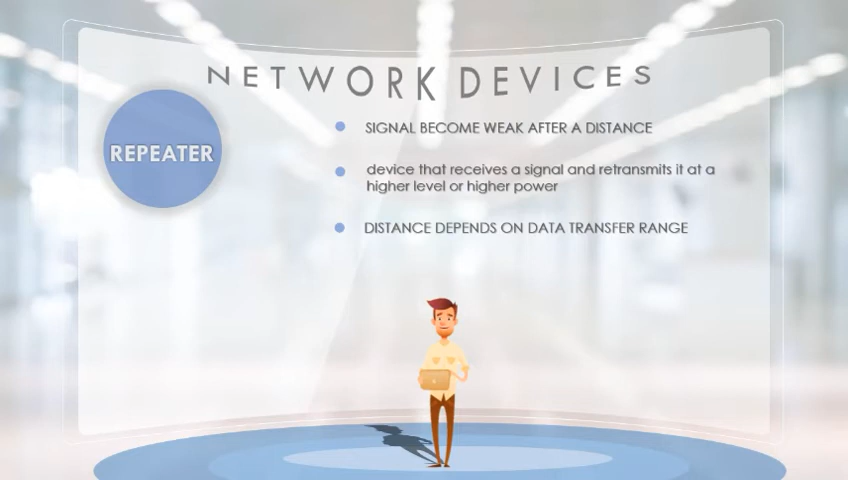 NETWORK DEVICES
REPEATER
SIGNAL BECOME WEAK AFTER A DISTANCE
device that receives a signal and retransmits it at a
higher level or higher power
DISTANCE DEPENDS ON DATA TRANSFER RANGE